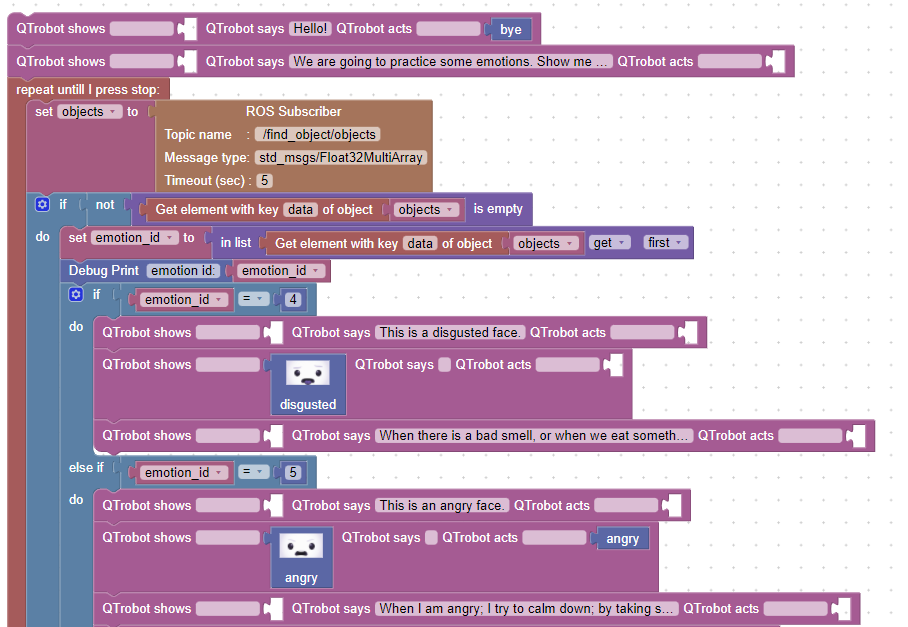 QTrobot shows QTrobot says Hello! QTrobot acts bye
QTrobot shows QTrobot says We are going to practice some emotions. Show me ... QTrobot acts
repeat untill I press stop:
set objects to ROS Subscriber
Topic name : /find_object/objects
Message type: std_msgs/Float32MultiArray
Timeout (sec) : 5
if not Get element with key data of object objects is empty
do set emotion_id to in list Get element with key data of object objects get first
Debug Print emotion id: emotion_id
if emotion_id = 4
do QTrobot shows QTrobot says This is a disgusted face. QTrobot acts
QTrobot shows disgusted QTrobot says QTrobot acts
QTrobot shows QTrobot says When there is a bad smell, or when we eat someth... QTrobot acts
else if emotion_id = 5
do QTrobot shows QTrobot says This is an angry face. QTrobot acts
QTrobot shows angry QTrobot says QTrobot acts angry
QTrobot shows QTrobot says When I am angry; I try to calm down; by taking s... QTrobot acts